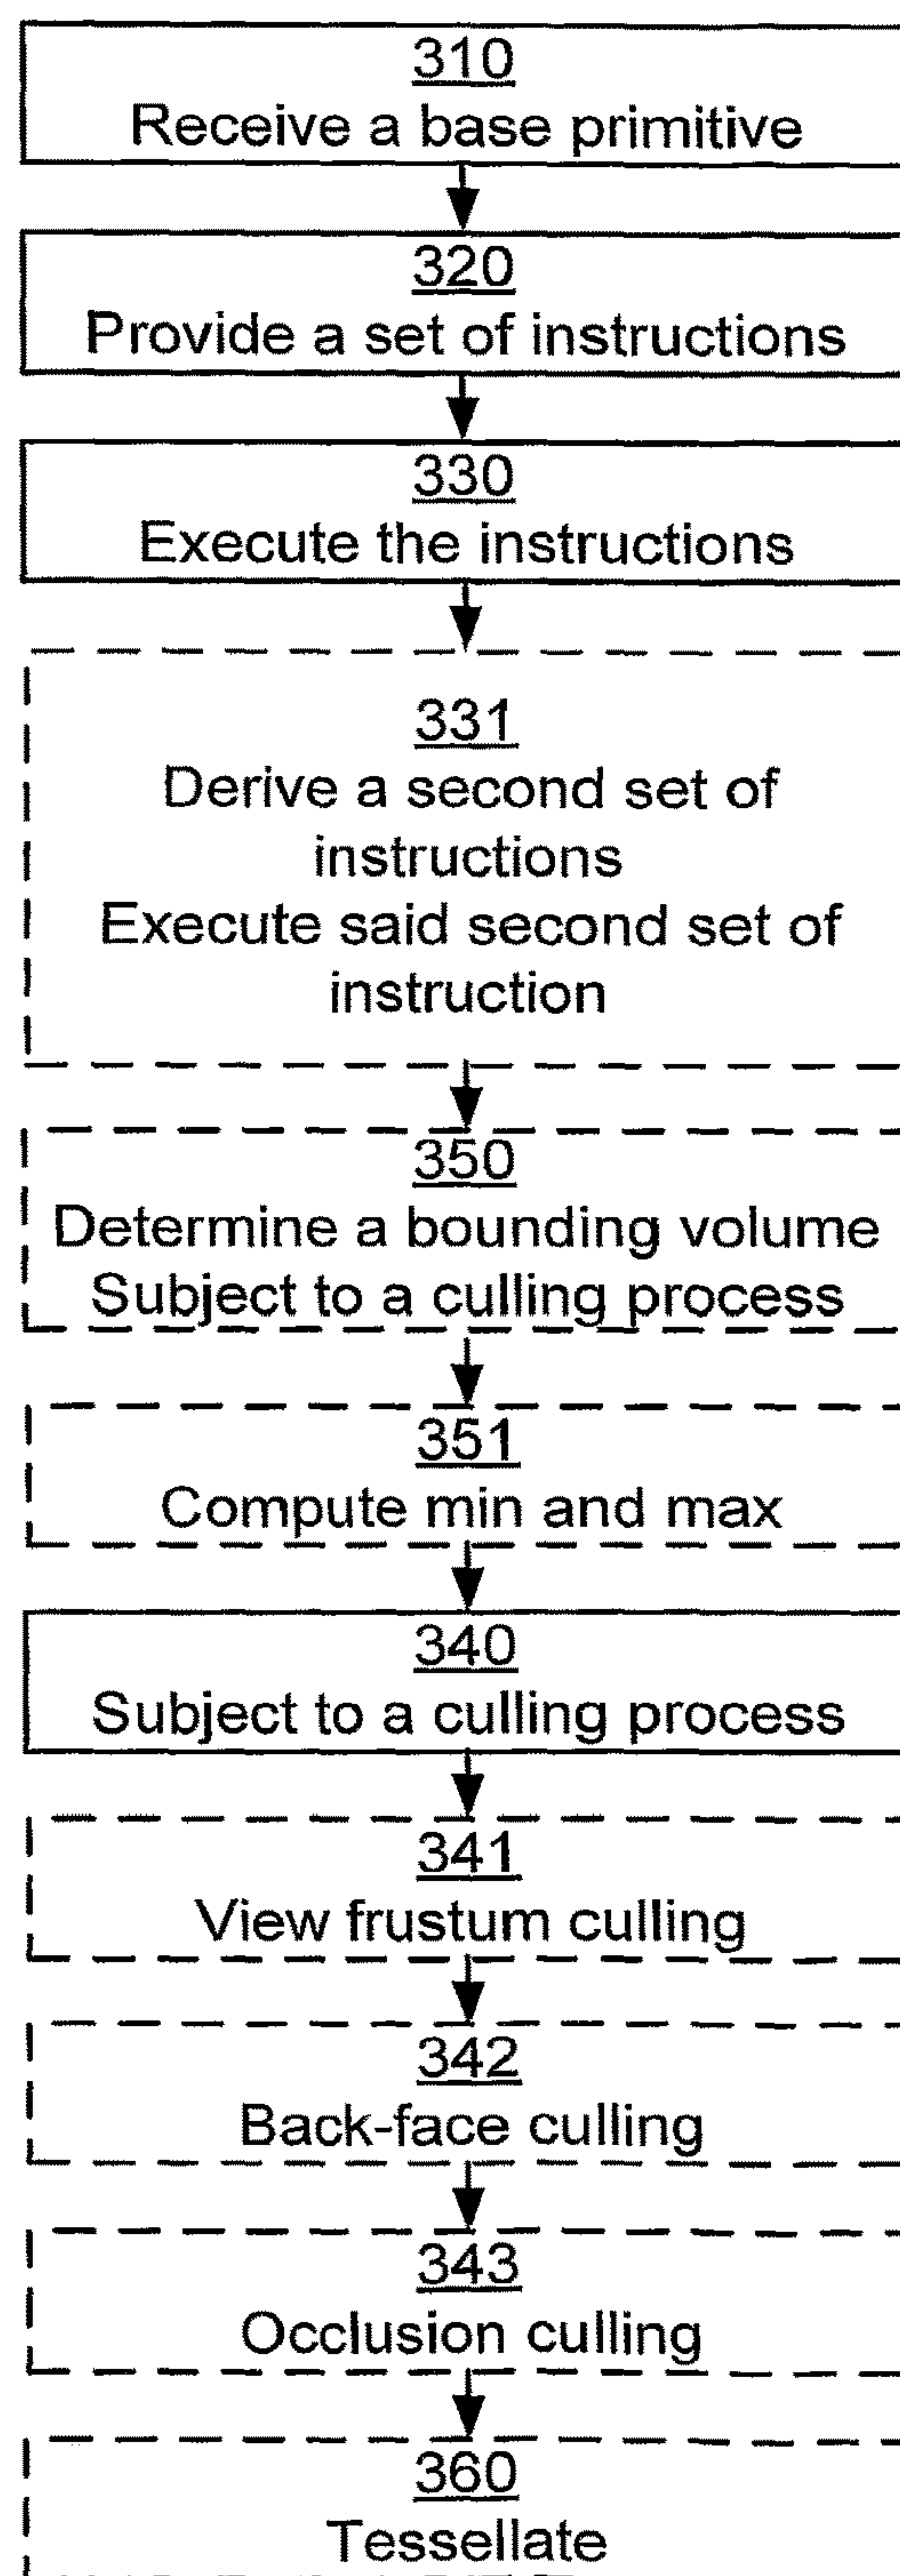 310
Receive a base primitive
320
Provide a set of instructions
330
Execute the instructions
331
Derive a second set of
instructions
Execute said second set of
instruction
350
Determine a bounding volume
Subject to a culling process
351
Compute min and max
340
Subject to a culling process
341
View frustum culling
342
Back-face culling
343
Occlusion culling
360
Tessellate